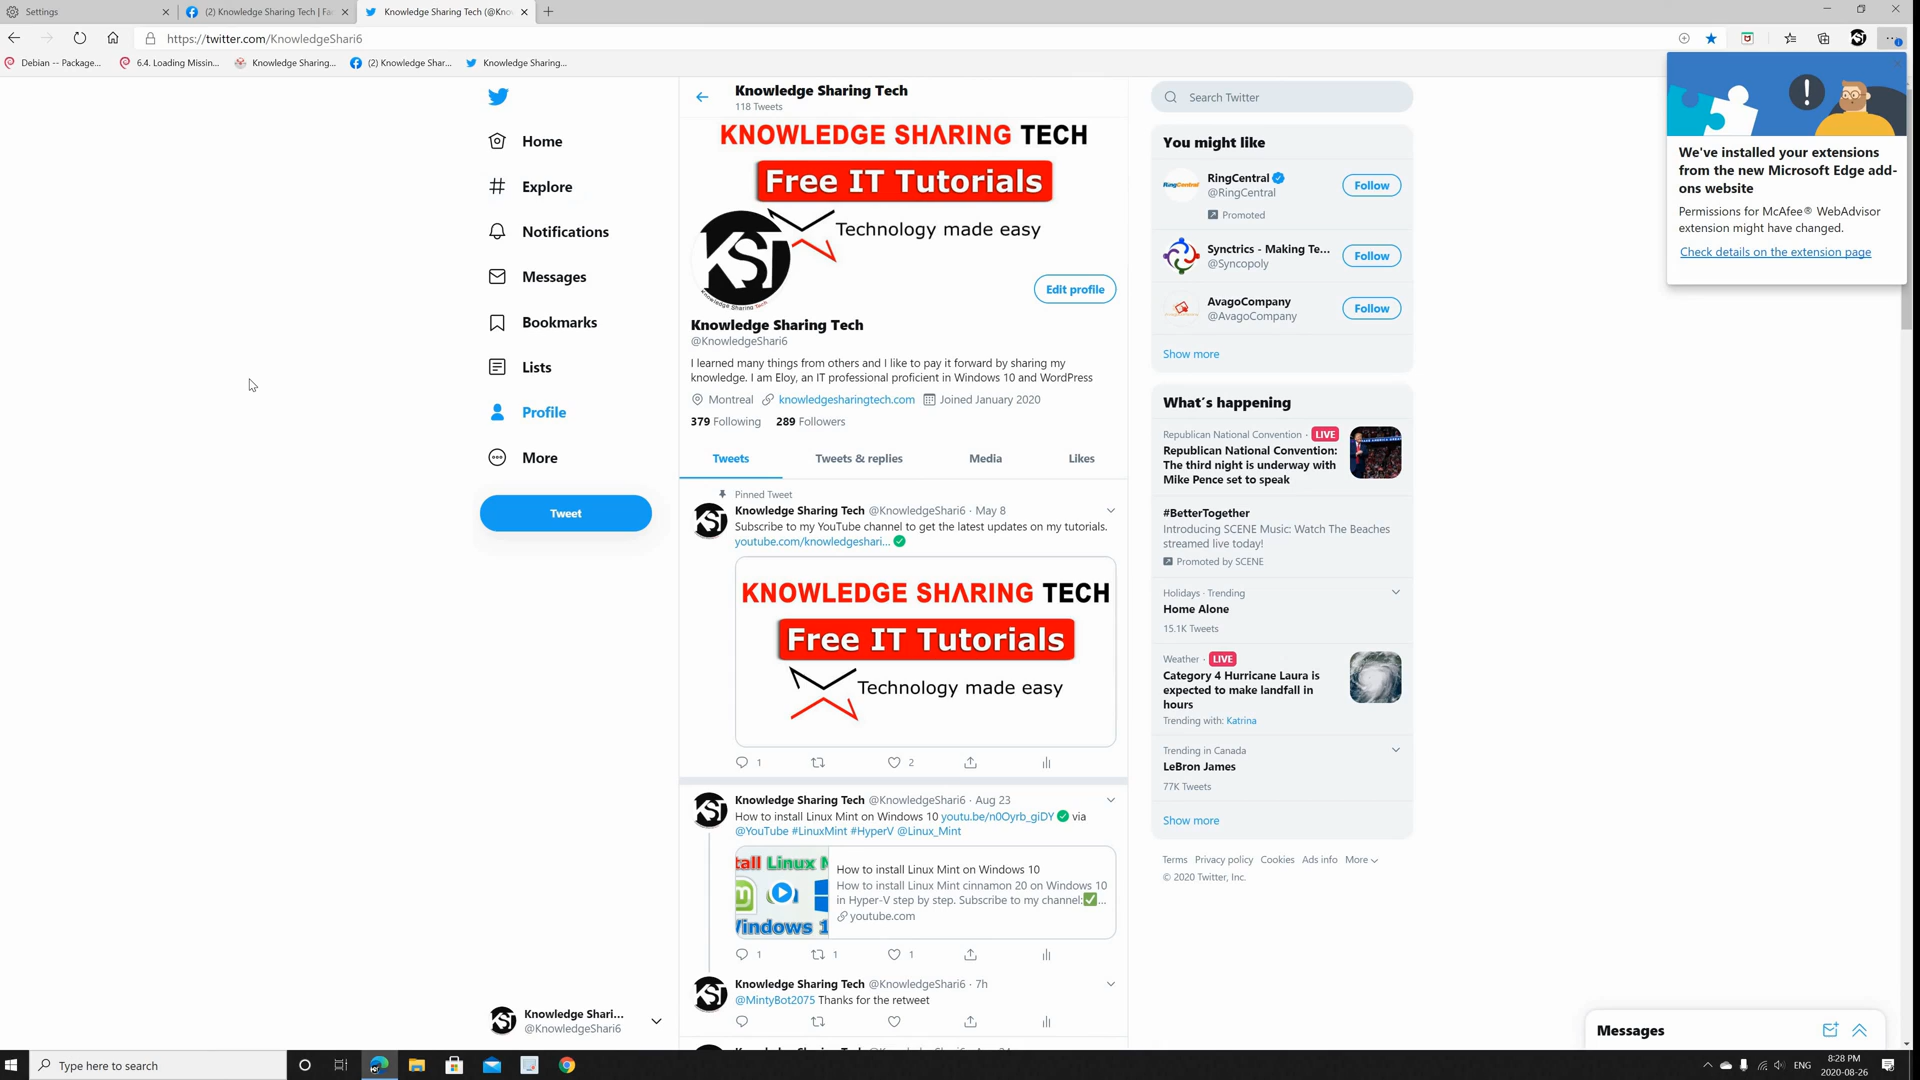 Settings
(2) Knowledge Sharing Tech | Fa
Knowledge Sharing Tech (@Kno
https://twitter.com/KnowledgeShari6
Debian -- Package...
6.4. Loading Missin...
Knowledge Sharing...
(2) Knowledge Shar...
Knowledge Sharing...
Home
Explore
Notifications
Messages
Bookmarks
Lists
Profile
More
Tweet
Knowledge Shari...
@KnowledgeShari6
Knowledge Sharing Tech
118 Tweets
KNOWLEDGE SHARING TECH
Free IT Tutorials
Technology made easy
KST
Knowledge Sharing Tech
Edit profile
Knowledge Sharing Tech
@KnowledgeShari6
I learned many things from others and I like to pay it forward by sharing my
knowledge. I am Eloy, an IT professional proficient in Windows 10 and WordPress
Montreal knowledgesharingtech.com Joined January 2020
379 Following 289 Followers
Tweets Tweets & replies Media Likes
Pinned Tweet
Knowledge Sharing Tech @KnowledgeShari6 · May 8
Subscribe to my YouTube channel to get the latest updates on my tutorials.
youtube.com/knowledgeshari...
KNOWLEDGE SHARING TECH
Free IT Tutorials
Technology made easy
1 2
Knowledge Sharing Tech @KnowledgeShari6 · Aug 23
How to install Linux Mint on Windows 10 youtu.be/n0Oyrb_giDY via
@YouTube #LinuxMint #HyperV @Linux_Mint
tall Linux M
Windows 1
How to install Linux Mint on Windows 10
How to install Linux Mint cinnamon 20 on Windows 10
in Hyper-V step by step. Subscribe to my channel:...
youtube.com
1 1 1
Knowledge Sharing Tech @KnowledgeShari6 · 7h
@MintyBot2075 Thanks for the retweet
Search Twitter
You might like
RingCentral
@RingCentral
Promoted
Follow
Synctrics - Making Te...
@Syncopoly
Follow
AvagoCompany
@AvagoCompany
Follow
Show more
What's happening
Republican National Convention · LIVE
Republican National Convention:
The third night is underway with
Mike Pence set to speak
#BetterTogether
Introducing SCENE Music: Watch The Beaches
streamed live today!
Promoted by SCENE
Holidays · Trending
Home Alone
15.1K Tweets
Weather · LIVE
Category 4 Hurricane Laura is
expected to make landfall in
hours
Trending with: Katrina
Trending in Canada
LeBron James
77K Tweets
Show more
Terms Privacy policy Cookies Ads info More
© 2020 Twitter, Inc.
We've installed your extensions
from the new Microsoft Edge add-
ons website
Permissions for McAfee® WebAdvisor
extension might have changed.
Check details on the extension page
Messages
Type here to search
ENG
8:28 PM
2020-08-26